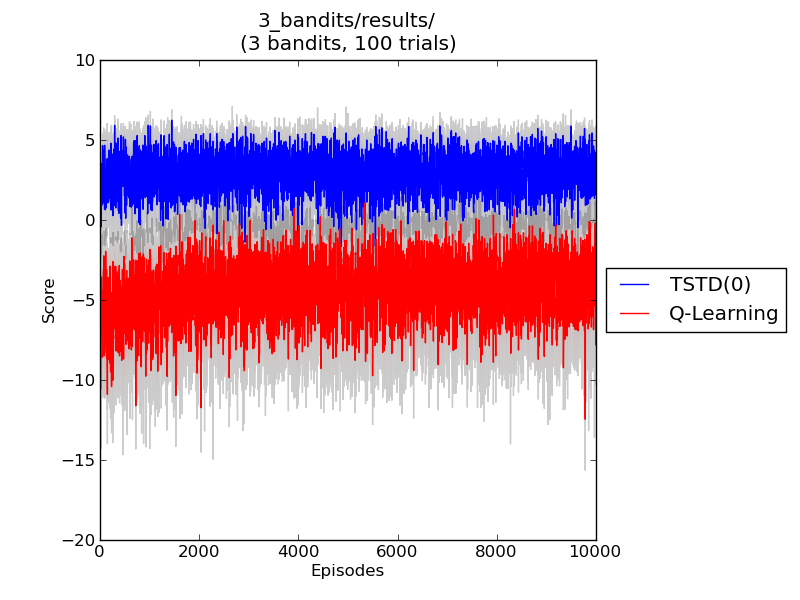 3_bandits/results/
(3 bandits, 100 trials)
10
5
0
−5
−10
−15
−20
Score
0
2000
4000
6000
8000
10000
Episodes
TSTD(0)
Q-Learning